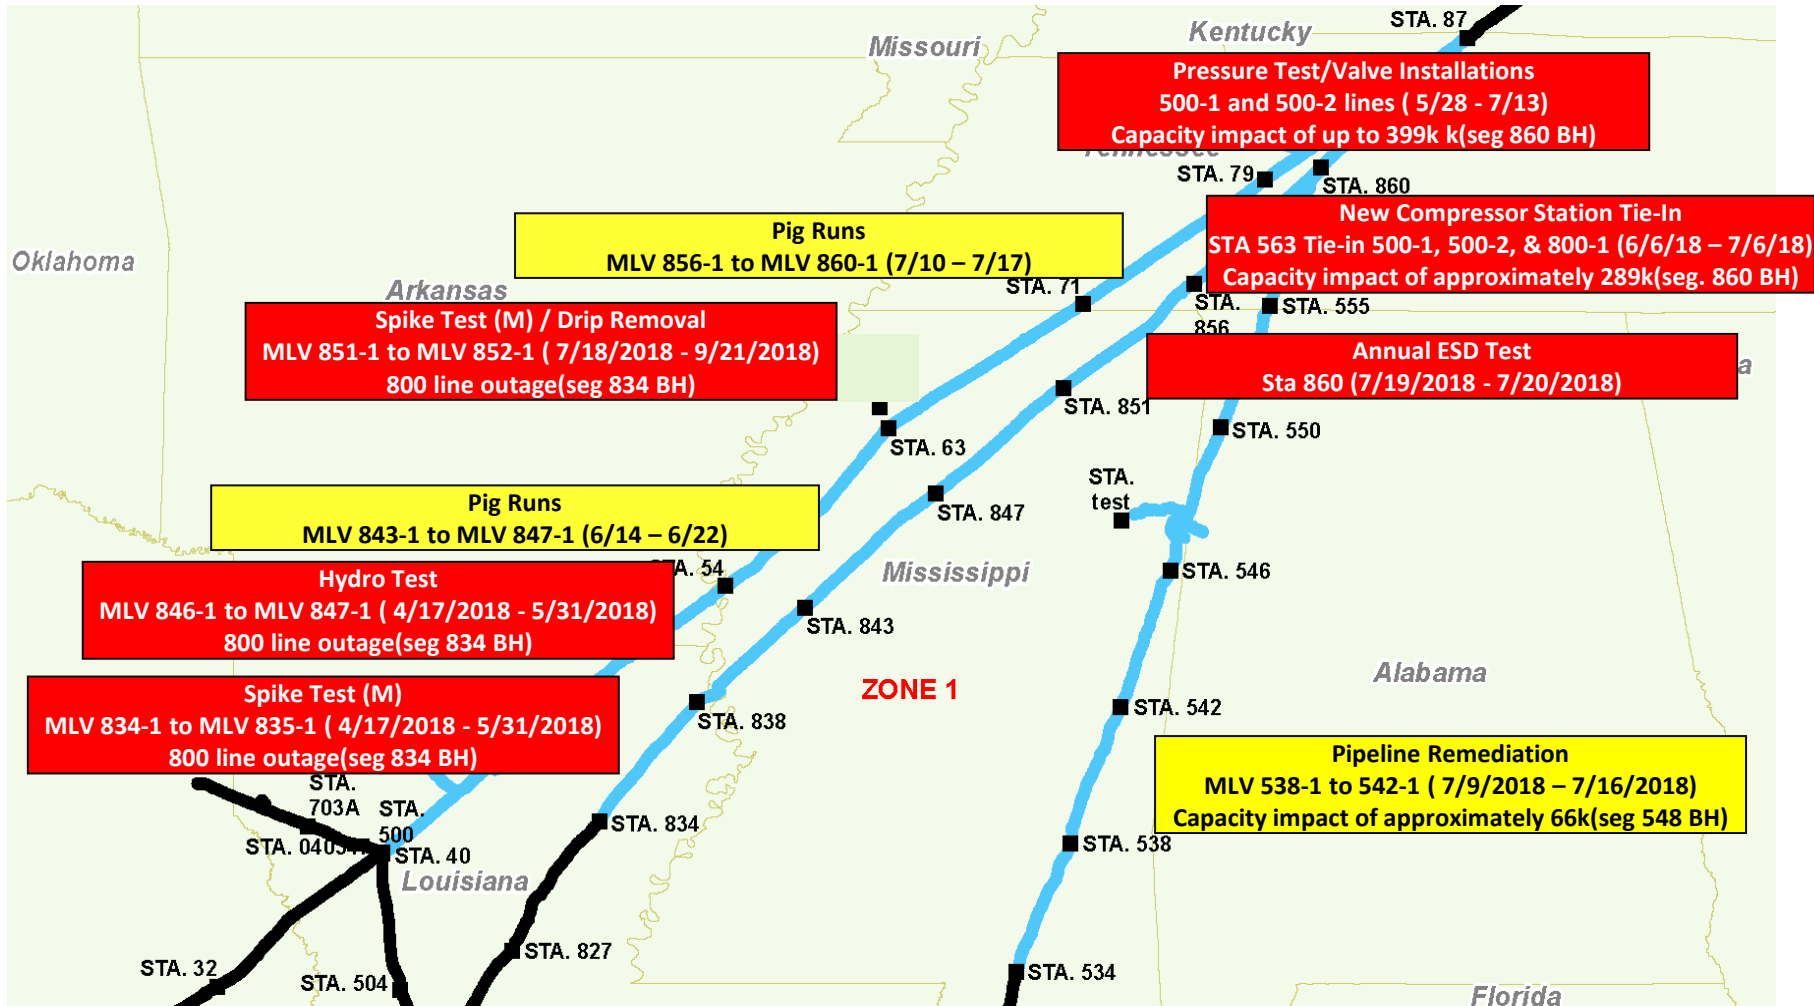 STA. 87
Missouri
Kentucky
Pressure Test/Valve Installations
500-1 and 500-2 lines ( 5/28 - 7/13)
Capacity impact of up to 399k k(seg 860 BH)
Tennessee
STA. 79
STA. 860
New Compressor Station Tie-In
STA 563 Tie-in 500-1, 500-2, & 800-1 (6/6/18 – 7/6/18)
Capacity impact of approximately 289k(seg. 860 BH)
Pig Runs
MLV 856-1 to MLV 860-1 (7/10 – 7/17)
Oklahoma
Arkansas
STA. 71
STA.
856
STA. 555
Spike Test (M) / Drip Removal
MLV 851-1 to MLV 852-1 ( 7/18/2018 - 9/21/2018)
800 line outage(seg 834 BH)
Annual ESD Test
Sta 860 (7/19/2018 - 7/20/2018)
a
STA. 851
STA. 63
STA. 550
STA.
test
Pig Runs
MLV 843-1 to MLV 847-1 (6/14 – 6/22)
STA. 847
Mississippi
STA. 546
TA. 54
Hydro Test
MLV 846-1 to MLV 847-1 ( 4/17/2018 - 5/31/2018)
800 line outage(seg 834 BH)
STA. 843
ZONE 1
Alabama
Spike Test (M)
MLV 834-1 to MLV 835-1 ( 4/17/2018 - 5/31/2018)
800 line outage(seg 834 BH)
STA. 838
STA. 542
Pipeline Remediation
MLV 538-1 to 542-1 ( 7/9/2018 – 7/16/2018)
Capacity impact of approximately 66k(seg 548 BH)
STA.
703A
STA.
500
STA.
STA. 40
STA. 834
STA. 538
Louisiana
STA. 827
STA. 32
STA. 504
STA. 534
Florida